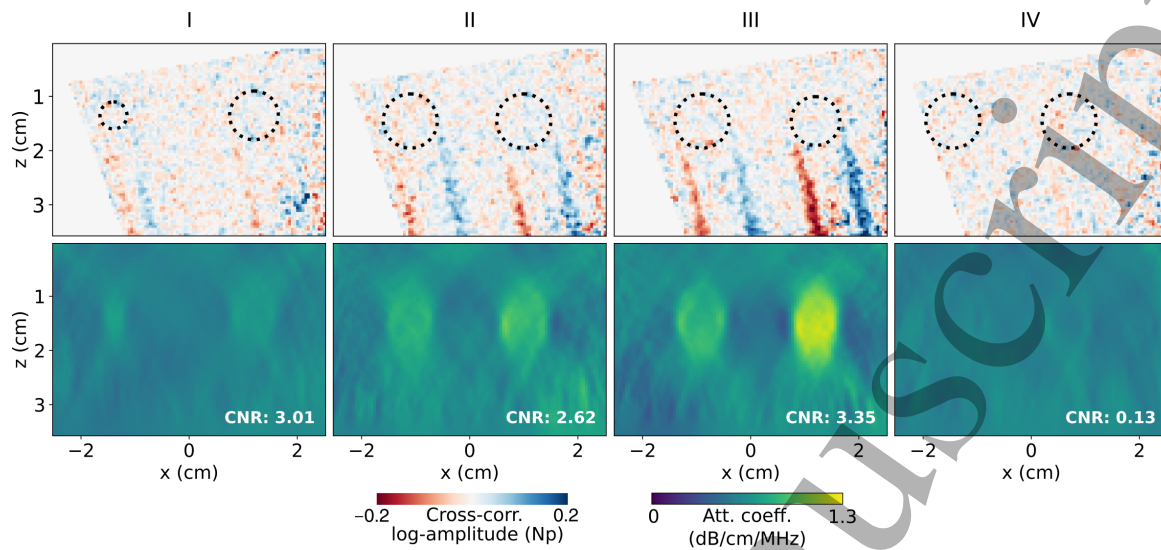 I II III IV
z (cm)
1
2
3
z (cm)
1
2
3
CNR: 3.01 CNR: 2.62 CNR: 3.35 CNR: 0.13
−2 0 2 −2 0 2 −2 0 2 −2 0 2
x (cm) x (cm) x (cm) x (cm)
−0.2 Cross-corr. 0.2 0 Att. coeff. 1.3
log-amplitude (Np) (dB/cm/MHz)
uscrip